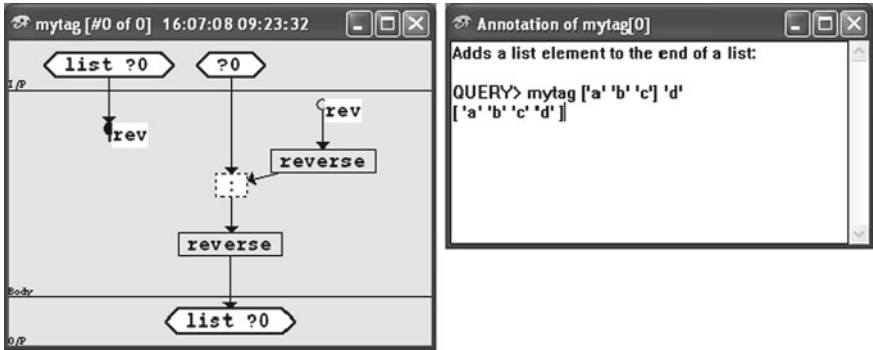 mytag [#0 of 0] 16:07:08 09:23:32
list ?0
?0
I/P
rev
rev
reverse
:
reverse
Body
list ?0
O/P
Annotation of mytag[0]
Adds a list element to the end of a list:
QUERY> mytag ['a' 'b' 'c'] 'd'
[ 'a' 'b' 'c' 'd' ]